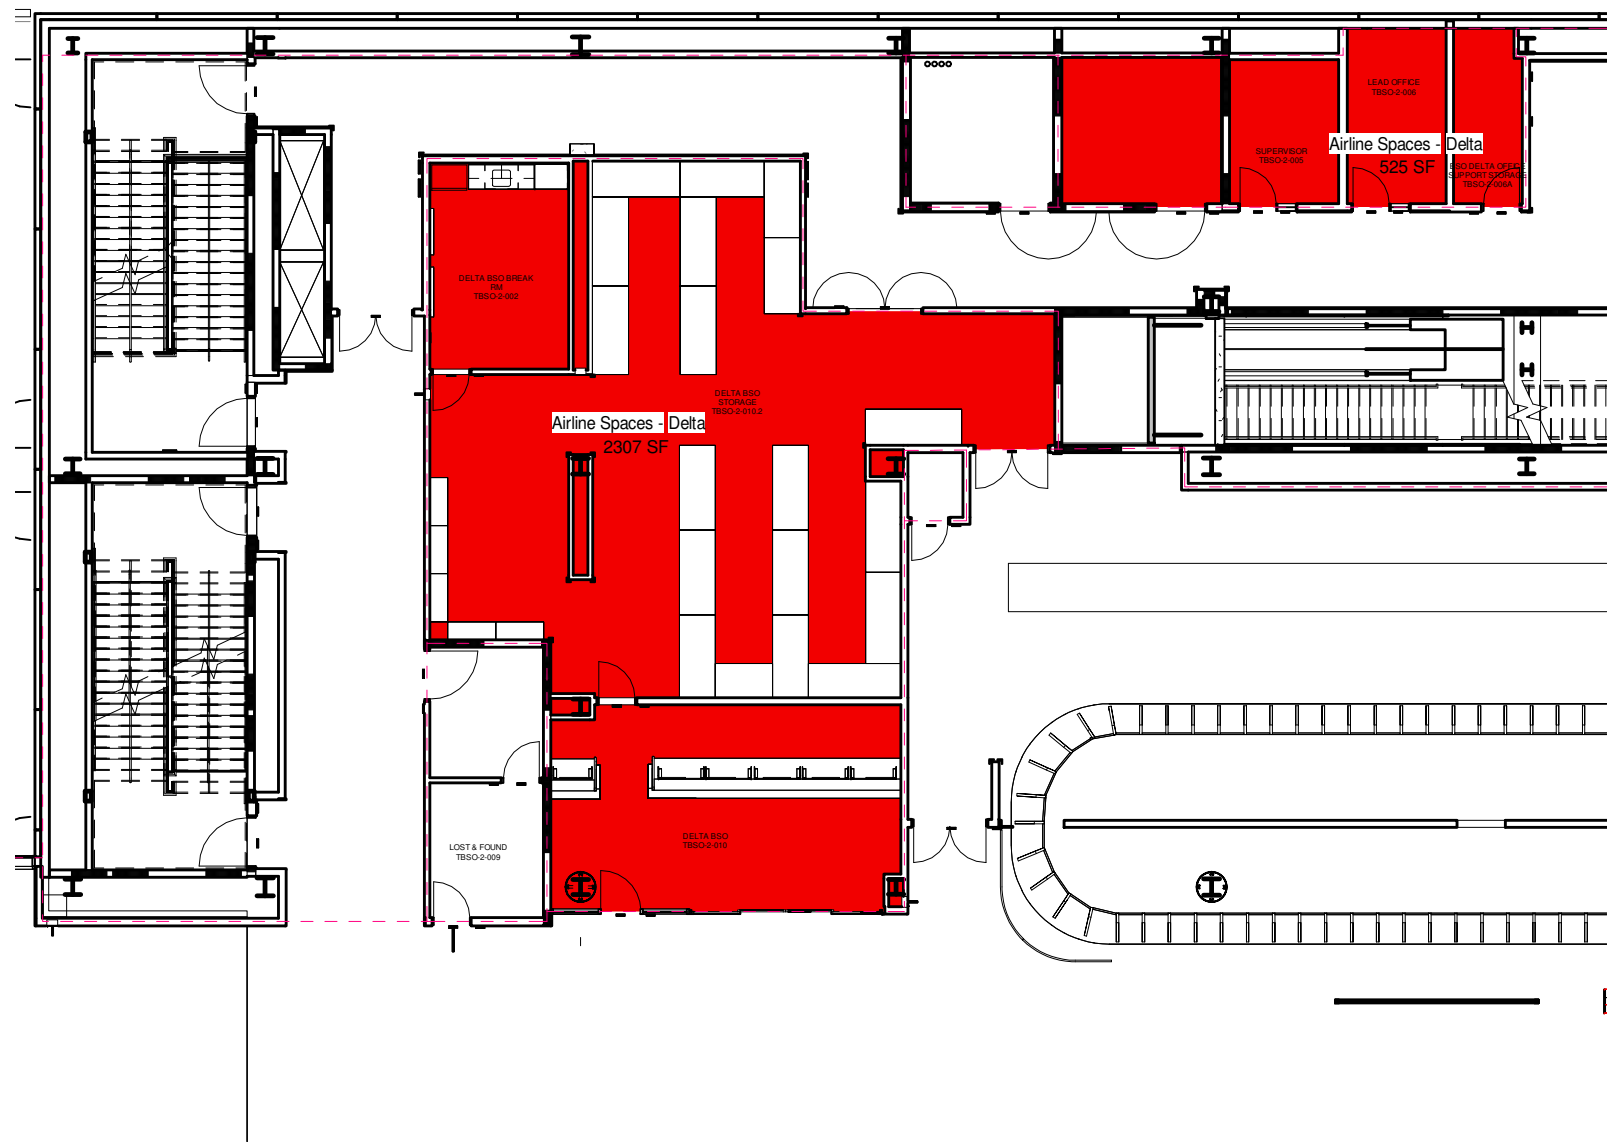 LEAD OFFICE
TBSO-2-006
Airline Spaces - Delta
525 SF
SUPERVISOR
TBSO-2-005
BSO DELTA OFFICE
SUPPORT STORAGE
TBSO-2-006A
DELTA BSO BREAK
RM
TBSO-2-002
DELTA BSO
STORAGE
TBSO-2-010.2
Airline Spaces - Delta
2307 SF
LOST & FOUND
TBSO-2-009
DELTA BSO
TBSO-2-010